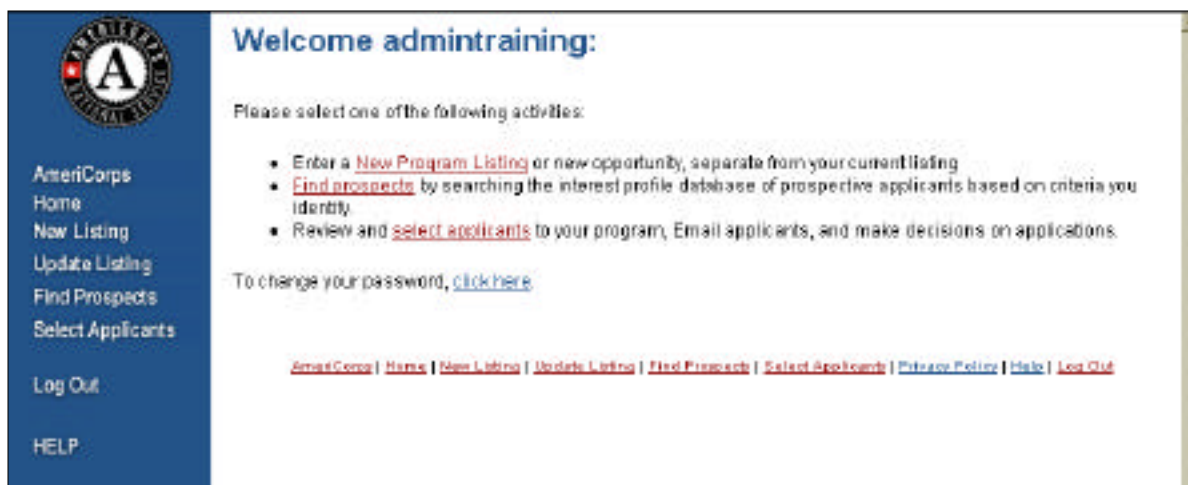 AMERICORPS
A
NATIONAL SERVICE
AmeriCorps
Home
New Listing
Update Listing
Find Prospects
Select Applicants
Log Out
HELP
Welcome admintraining:
Please select one of the following activities:
• Enter a New Program Listing or new opportunity, separate from your current listing
• Find prospects by searching the interest profile database of prospective applicants based on criteria you
identify.
• Review and select applicants to your program, Email applicants, and make decisions on applications.
To change your password, click here.
AmeriCorps | Home | New Listing | Update Listing | Find Prospects | Select Applicants | Privacy Policy | Help | Log Out